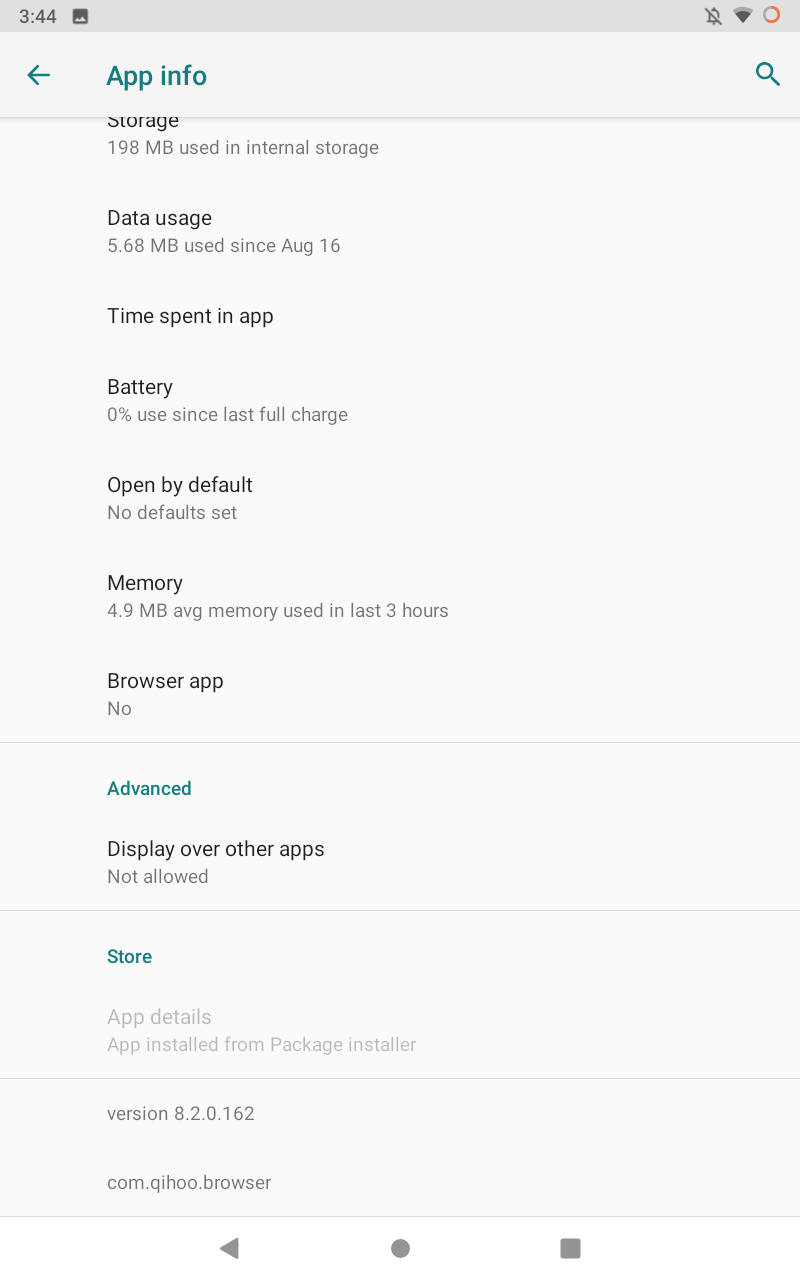 3:44
App info
Storage
198 MB used in internal storage
Data usage
5.68 MB used since Aug 16
Time spent in app
Battery
0% use since last full charge
Open by default
No defaults set
Memory
4.9 MB avg memory used in last 3 hours
Browser app
No
Advanced
Display over other apps
Not allowed
Store
App details
App installed from Package installer
version 8.2.0.162
com.qihoo.browser